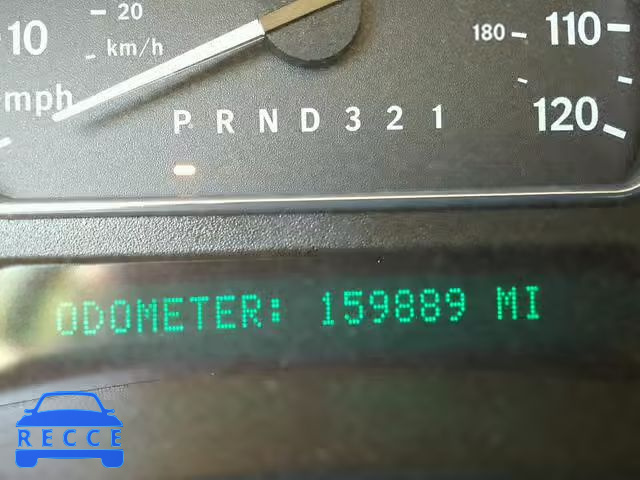 20
10
km/h
180
110
mph
120
P R N D 3 2 1
ODOMETER: 159889 MI
RECCE